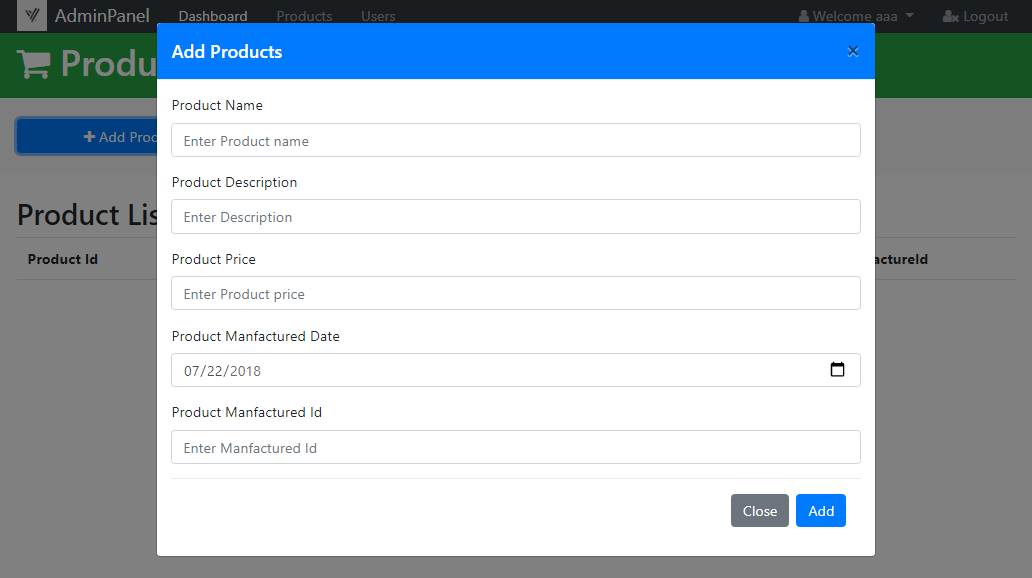 AdminPanel Dashboard Products Users Welcome aaa Logout
Produ
Add Products
×
Add Proc
Product Name
Enter Product name
Product Description
Enter Description
Product Lis
Product Price
Product Id
actureId
Enter Product price
Product Manfactured Date
07/22/2018
Product Manfactured Id
Enter Manfactured Id
Close Add